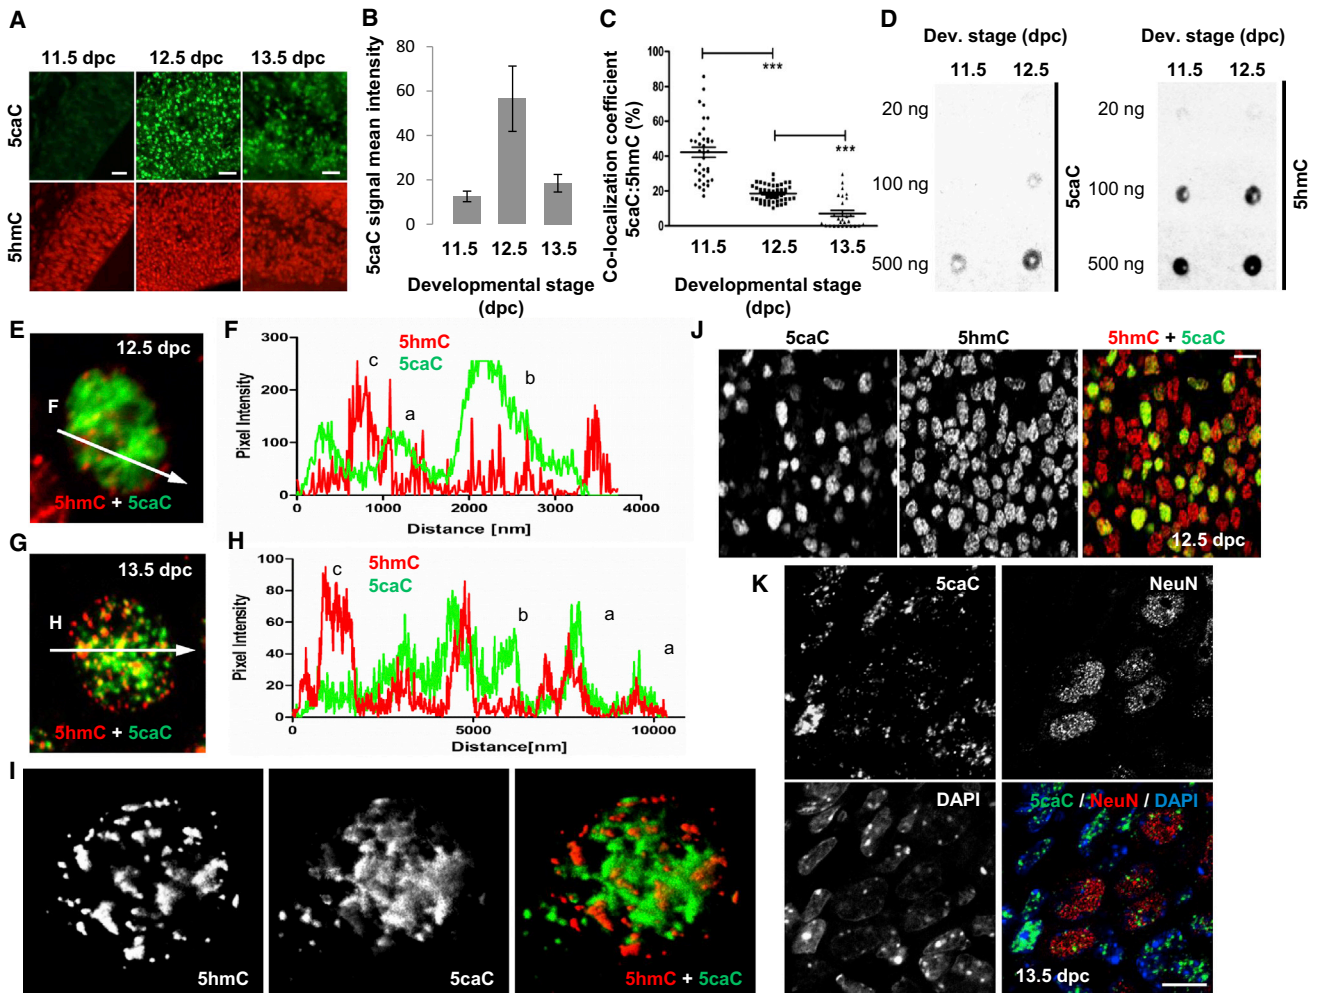 A
11.5 dpc 12.5 dpc 13.5 dpc
5caC
5hmC
B
5caC signal mean intensity
80
60
40
20
0
11.5 12.5 13.5
Developmental stage
(dpc)
C
Co-localization coefficient
5caC:5hmC (%)
100
80
60
40
20
0
***
***
11.5 12.5 13.5
Developmental stage
(dpc)
D
Dev. stage (dpc)
11.5 12.5
20 ng
100 ng
500 ng
5caC
Dev. stage (dpc)
11.5 12.5
20 ng
100 ng
500 ng
5hmC
E
12.5 dpc
F
5hmC + 5caC
F
Pixel Intensity
300
200
100
0
5hmC
5caC
c
a
b
0 1000 2000 3000 4000
Distance [nm]
G
13.5 dpc
H
5hmC + 5caC
H
Pixel Intensity
100
80
60
40
20
0
5hmC
5caC
c
b
a
a
0 5000 10000
Distance[nm]
I
5hmC
5caC
5hmC + 5caC
J
5caC 5hmC 5hmC + 5caC
12.5 dpc
K
5caC
NeuN
DAPI
5caC / NeuN / DAPI
13.5 dpc